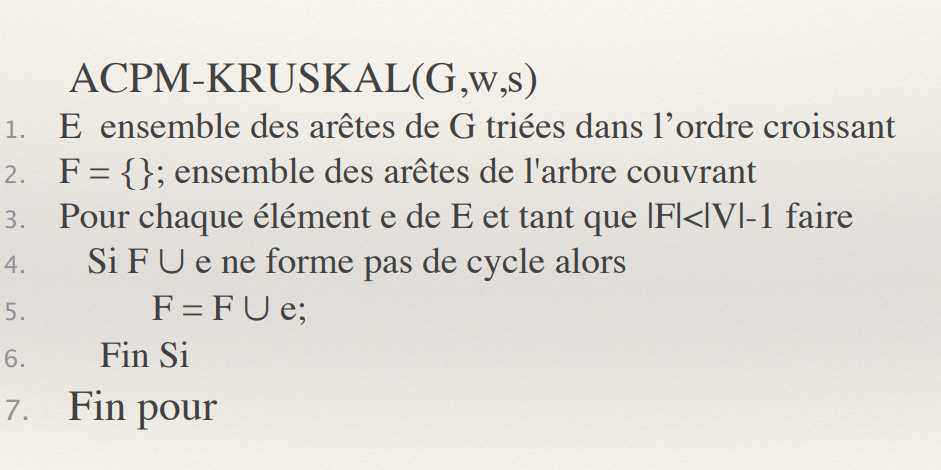 ACPM-KRUSKAL(G,w,s)
1. E ensemble des arêtes de G triées dans l’ordre croissant
2. F = {}; ensemble des arêtes de l'arbre couvrant
3. Pour chaque élément e de E et tant que |F|<|V|-1 faire
4. Si F ∪ e ne forme pas de cycle alors
5. F = F ∪ e;
6. Fin Si
7. Fin pour